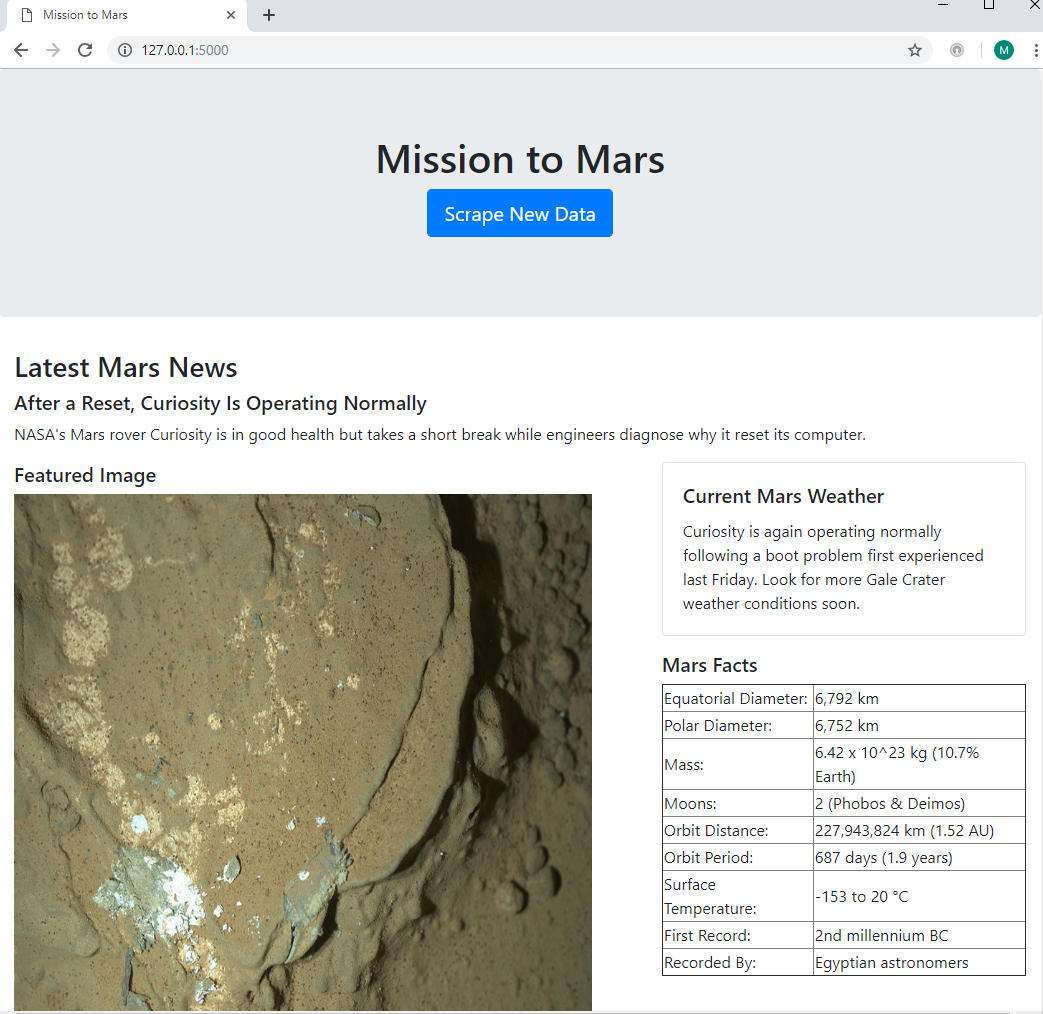 Mission to Mars
127.0.0.1:5000
M
Mission to Mars
Scrape New Data
Latest Mars News
After a Reset, Curiosity Is Operating Normally
NASA's Mars rover Curiosity is in good health but takes a short break while engineers diagnose why it reset its computer.
Featured Image
Current Mars Weather
Curiosity is again operating normally
following a boot problem first experienced
last Friday. Look for more Gale Crater
weather conditions soon.
Mars Facts
Equatorial Diameter: 6,792 km
Polar Diameter: 6,752 km
Mass: 6.42 x 10^23 kg (10.7%
Earth)
Moons: 2 (Phobos & Deimos)
Orbit Distance: 227,943,824 km (1.52 AU)
Orbit Period: 687 days (1.9 years)
Surface
Temperature: -153 to 20 °C
First Record: 2nd millennium BC
Recorded By: Egyptian astronomers